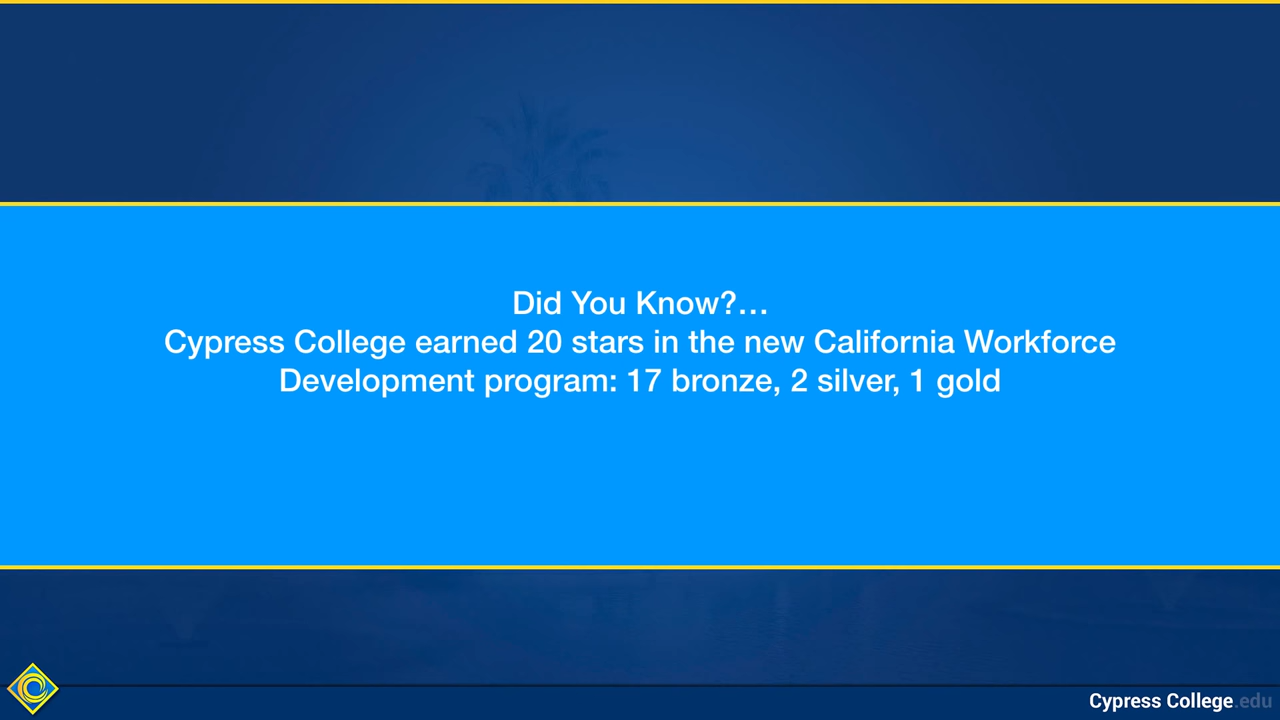 Did You Know?...
Cypress College earned 20 stars in the new California Workforce
Development program: 17 bronze, 2 silver, 1 gold
Cypress College.edu